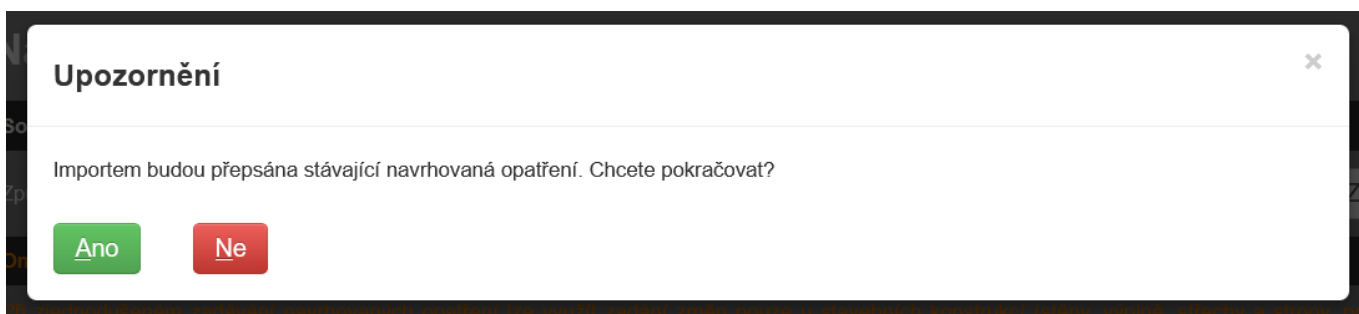 Upozornění
×
Importem budou přepsána stávající navrhovaná opatření. Chcete pokračovat?
Ano
Ne